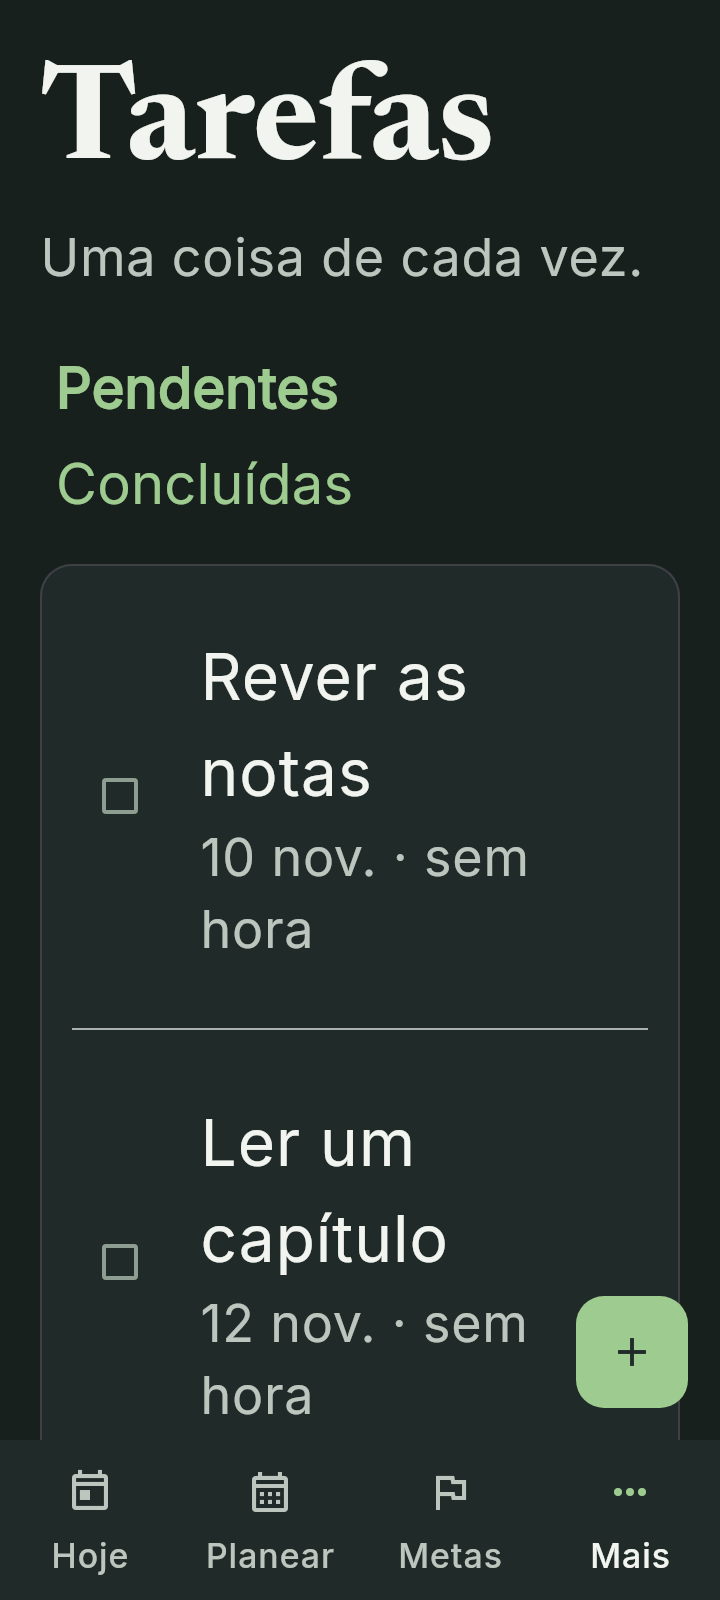 Tarefas
Uma coisa de cada vez.
Pendentes
Concluídas
Rever as
notas
10 nov. · sem
hora
Ler um
capítulo
12 nov. · sem
hora
Hoje
Planear
Metas
Mais